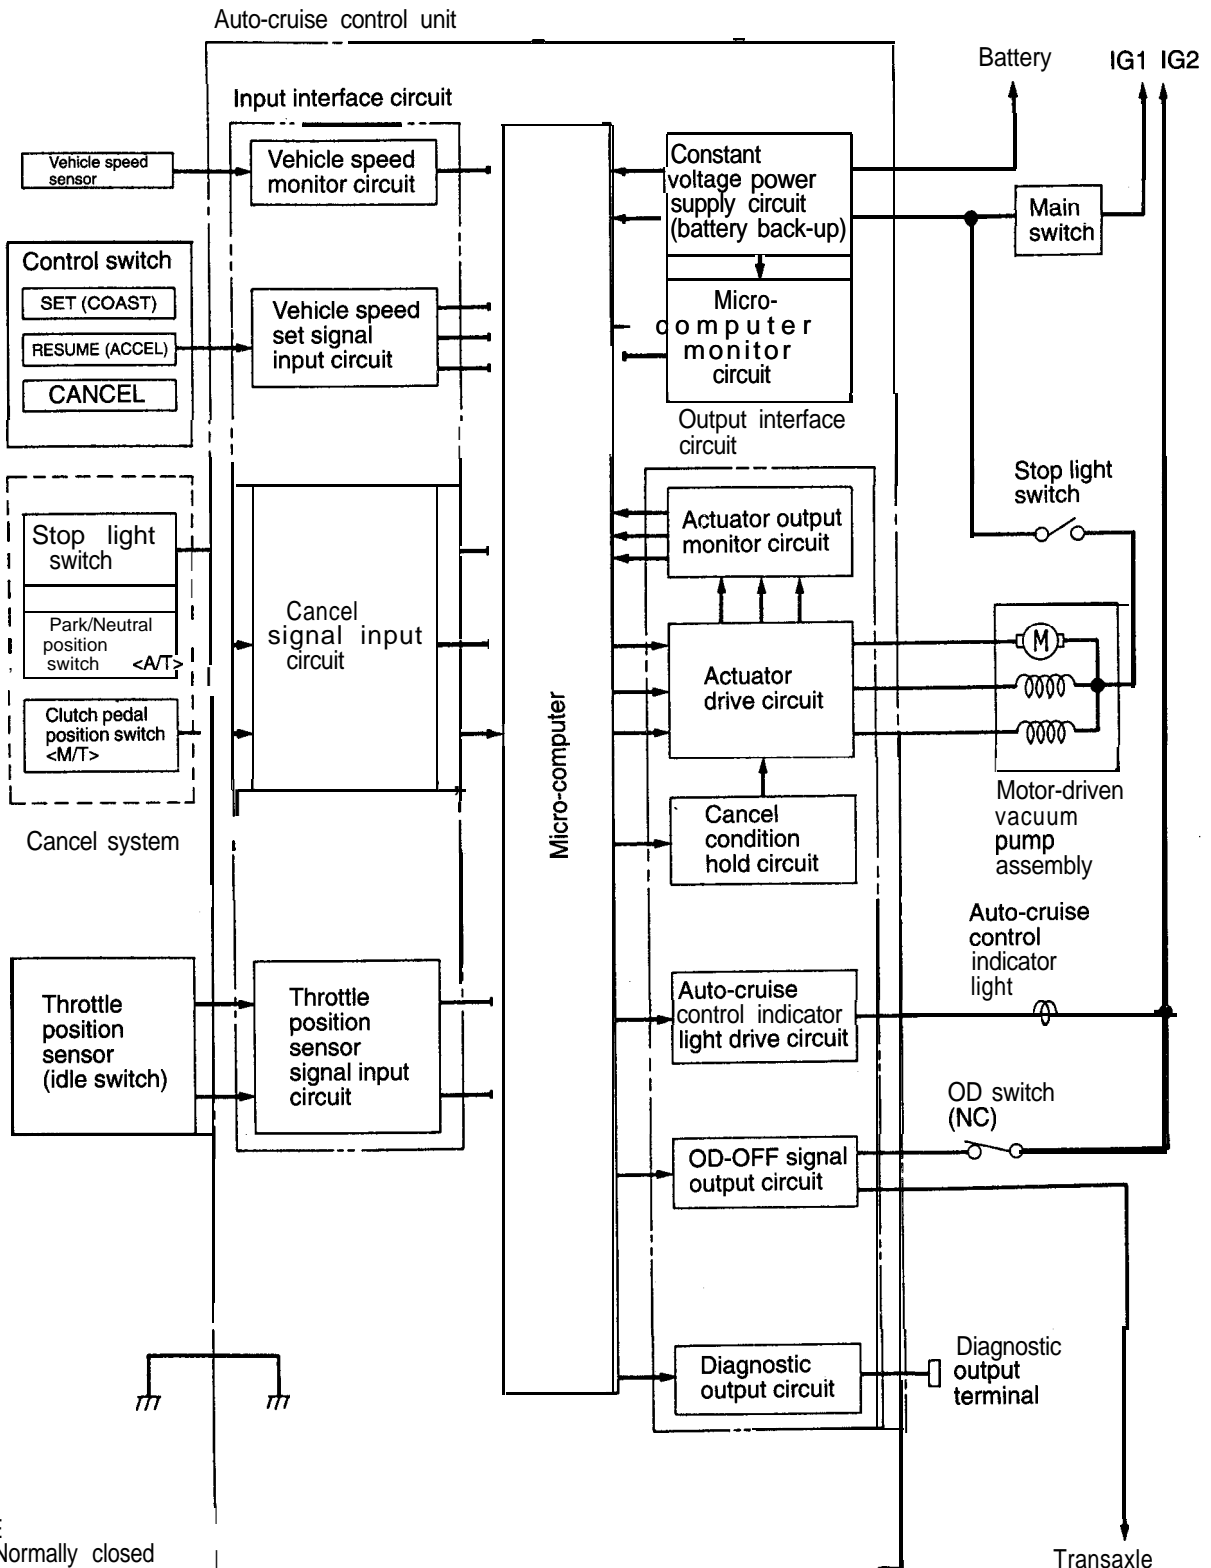 Auto-cruise control unit
Battery
IG1 IG2
Input interface circuit
Vehicle speed
sensor
Vehicle speed
monitor circuit
Constant
voltage power
supply circuit
(battery back-up)
Main
switch
Control switch
SET (COAST)
RESUME (ACCEL)
CANCEL
Vehicle speed
set signal
input circuit
Micro-
computer
monitor
circuit
Output interface
circuit
Stop light
switch
Stop light
switch
Park/Neutral
position
switch <A/T>
Clutch pedal
position switch
<M/T>
Cancel system
Cancel
signal input
circuit
Micro-computer
Actuator output
monitor circuit
Actuator
drive circuit
M
Motor-driven
vacuum
pump
assembly
Cancel
condition
hold circuit
Auto-cruise
control
indicator
light
Throttle
position
sensor
(idle switch)
Throttle
position
sensor
signal input
circuit
Auto-cruise
control indicator
light drive circuit
OD switch
(NC)
OD-OFF signal
output circuit
Diagnostic
output circuit
Diagnostic
output
terminal
E
Normally closed
Transaxle